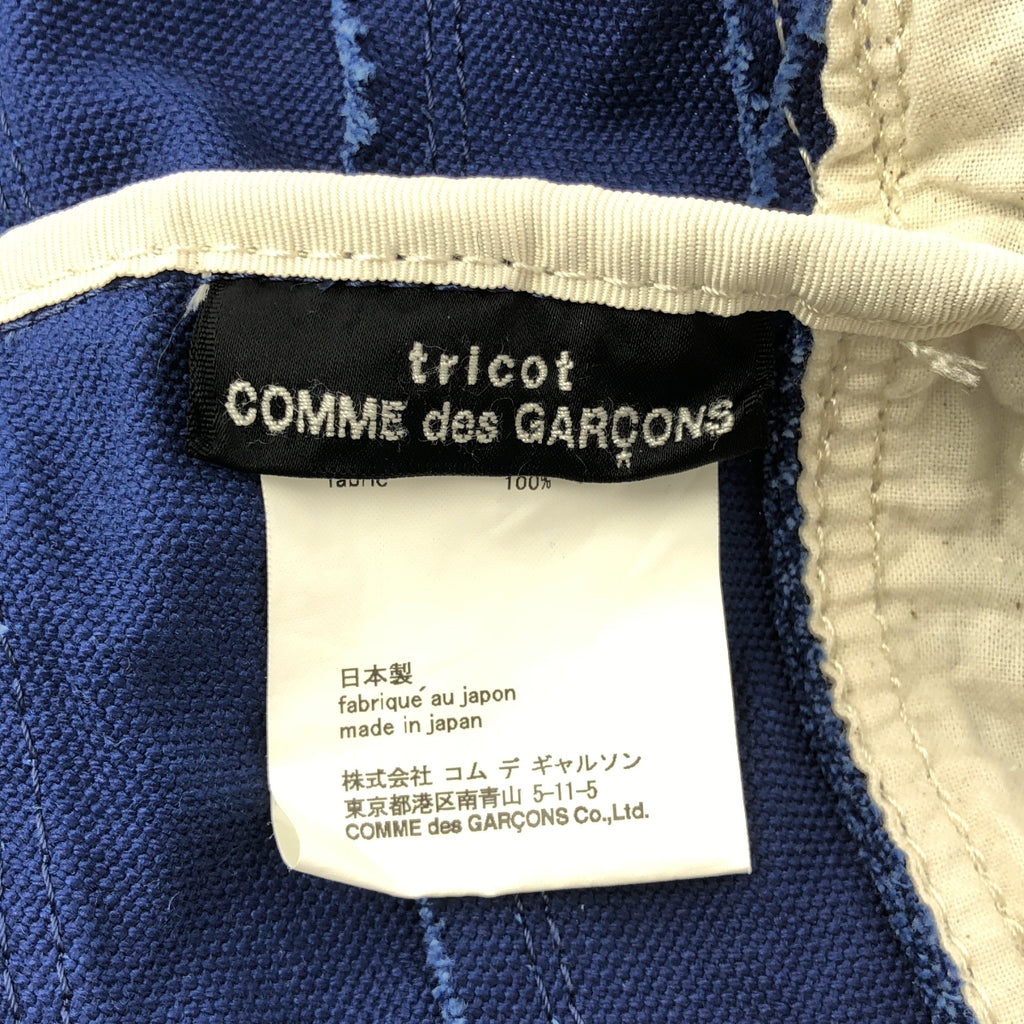 tricot
COMME des GARÇONS
fabric 100%
日本製
fabriqué au japon
made in japan
株式会社 コム デ ギャルソン
東京都港区南青山 5-11-5
COMME des GARÇONS Co.,Ltd.